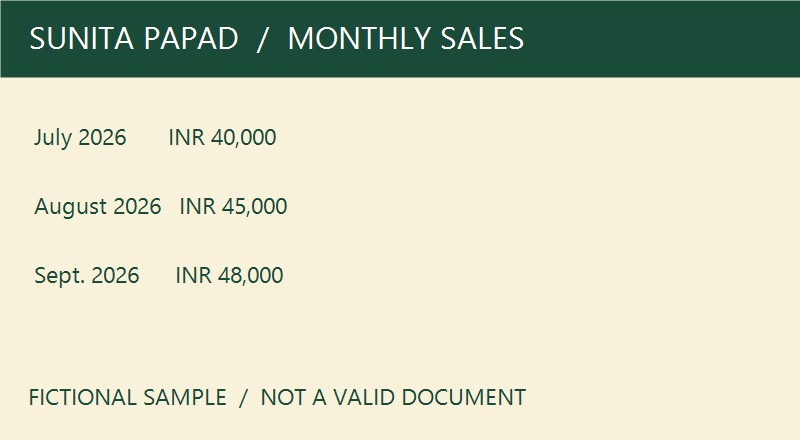 SUNITA PAPAD / MONTHLY SALES
July 2026 INR 40,000
August 2026 INR 45,000
Sept. 2026 INR 48,000
FICTIONAL SAMPLE / NOT A VALID DOCUMENT